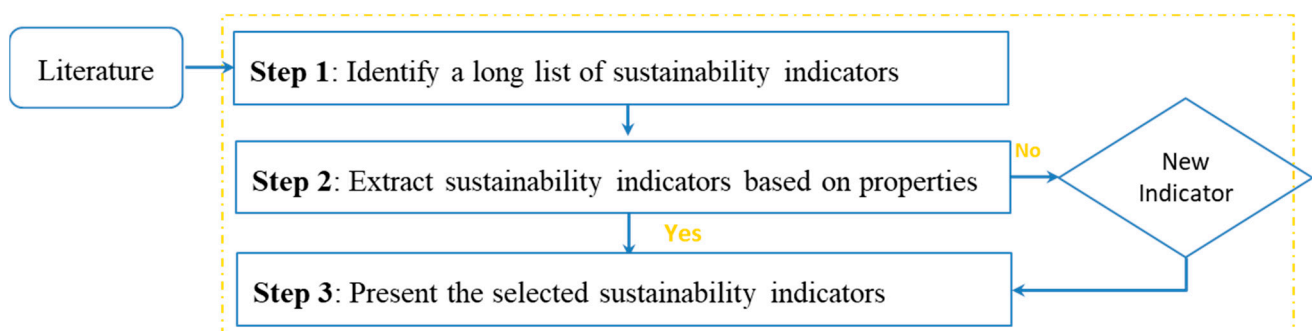 Literature
Step 1: Identify a long list of sustainability indicators
Step 2: Extract sustainability indicators based on properties
No
New
Indicator
Yes
Step 3: Present the selected sustainability indicators